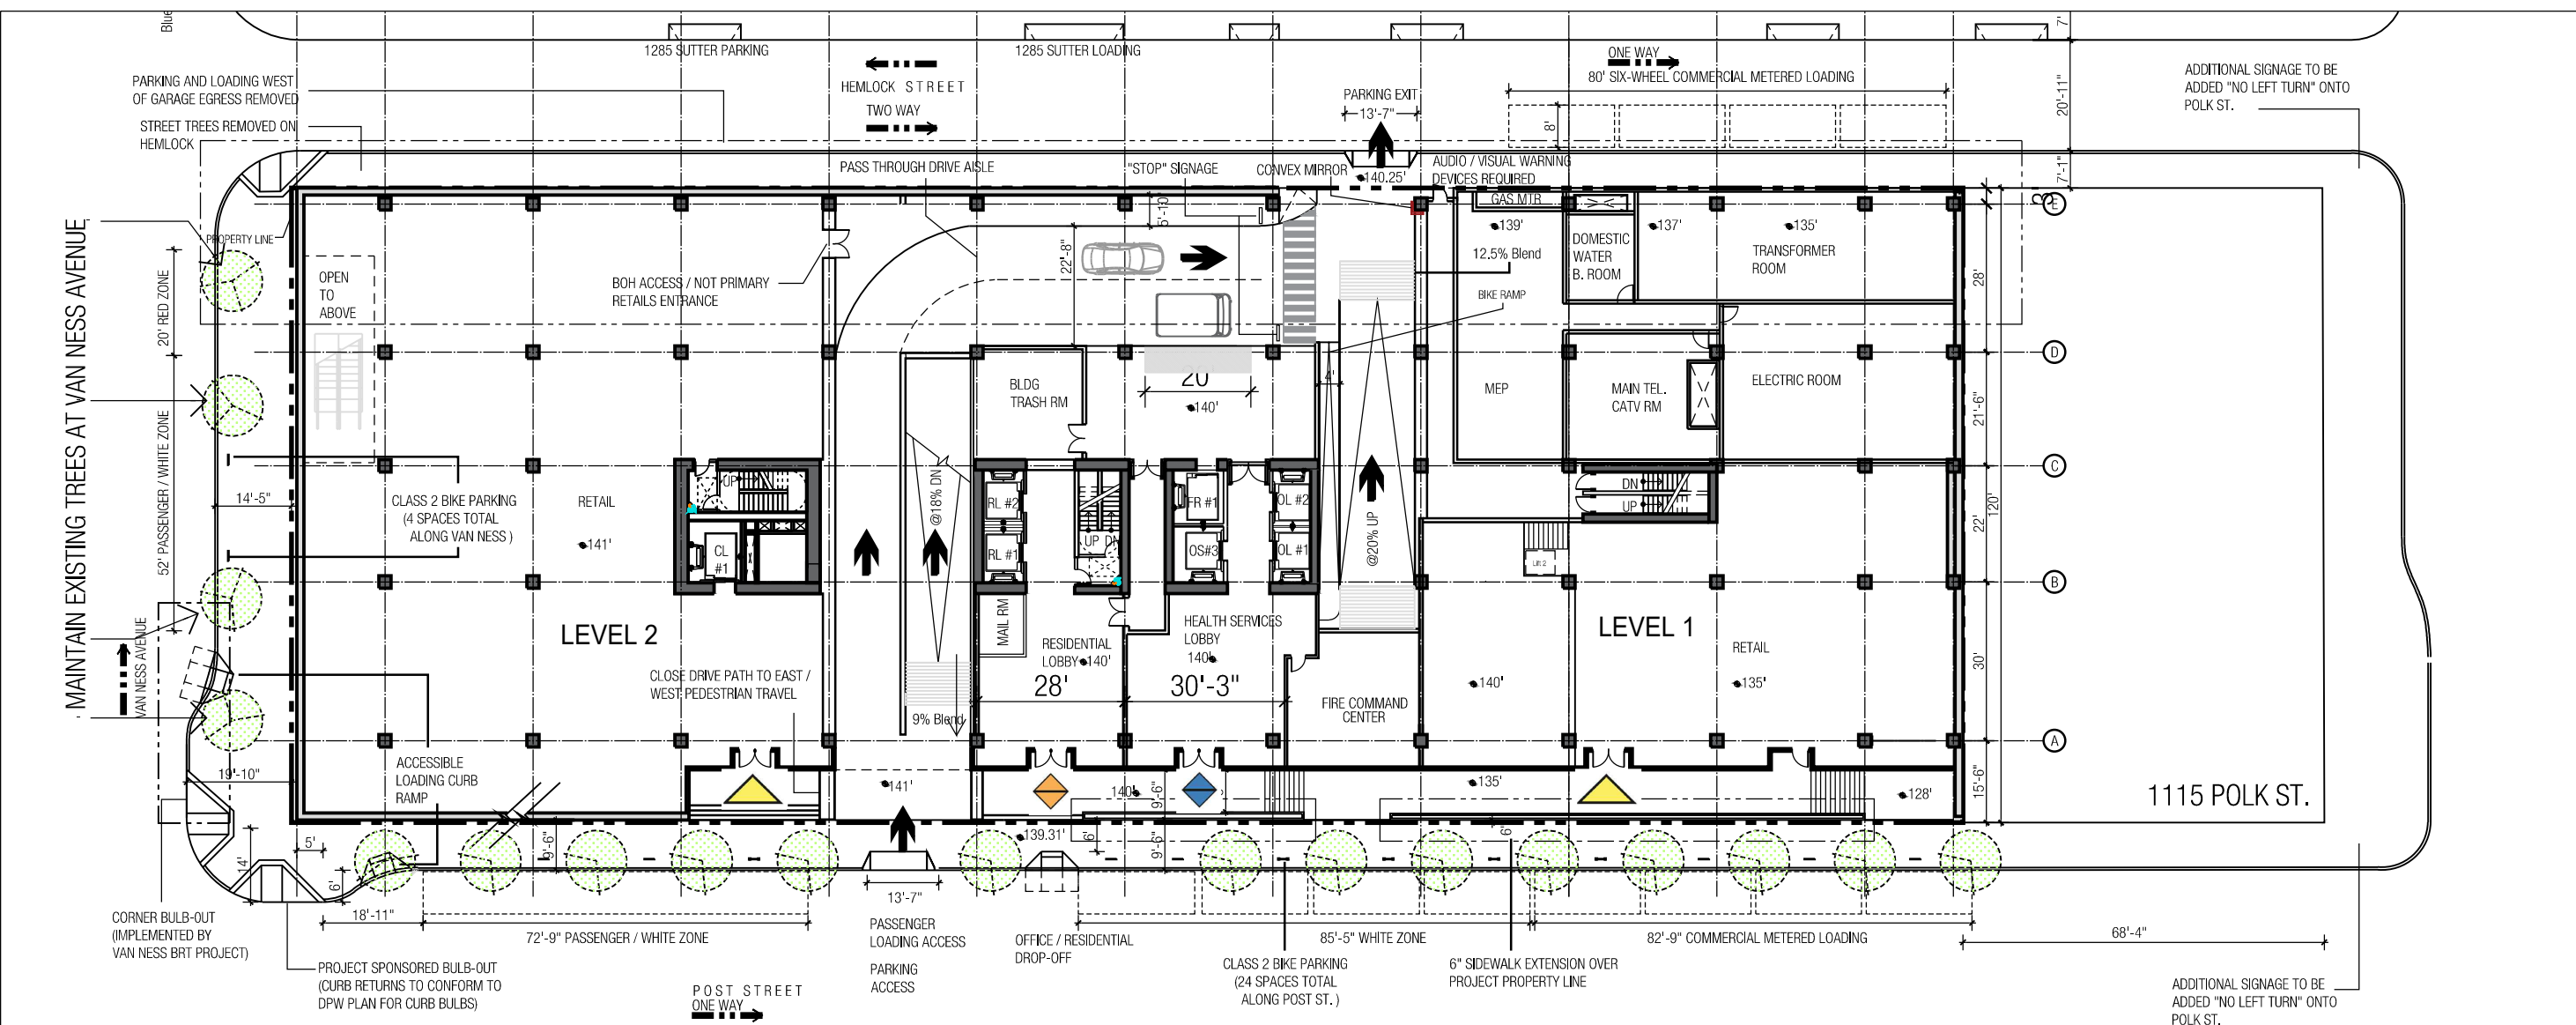 Blue
1285 SUTTER PARKING
1285 SUTTER LOADING
HEMLOCK STREET
TWO WAY
ONE WAY
80' SIX-WHEEL COMMERCIAL METERED LOADING
PARKING AND LOADING WEST
OF GARAGE EGRESS REMOVED
STREET TREES REMOVED ON
HEMLOCK
PARKING EXIT
13'-7"
8'
7'
20'-11"
7'-1"
ADDITIONAL SIGNAGE TO BE
ADDED "NO LEFT TURN" ONTO
POLK ST.
PASS THROUGH DRIVE AISLE
"STOP" SIGNAGE
CONVEX MIRROR
140.25'
AUDIO / VISUAL WARNING
DEVICES REQUIRED
GAS MTR
5'-10"
22'-8"
PROPERTY LINE
OPEN
TO
ABOVE
BOH ACCESS / NOT PRIMARY
RETAILS ENTRANCE
139'
12.5% Blend
BIKE RAMP
DOMESTIC
WATER
B. ROOM
137'
135'
TRANSFORMER
ROOM
3'
E
28'
D
MAINTAIN EXISTING TREES AT VAN NESS AVENUE
20' RED ZONE
52' PASSENGER / WHITE ZONE
VAN NESS AVENUE
BLDG
TRASH RM
20'
140'
4'
MEP
MAIN TEL.
CATV RM
ELECTRIC ROOM
21'-6"
C
14'-5"
CLASS 2 BIKE PARKING
(4 SPACES TOTAL
ALONG VAN NESS )
RETAIL
141'
UP
CL
#1
@18% DN
RL #2
RL #1
UP DN
FR #1
OS#3
OL #2
OL #1
@20% UP
DN
UP
Lift 2
22'
120'
B
LEVEL 2
MAIL RM
RESIDENTIAL
LOBBY 140'
28'
HEALTH SERVICES
LOBBY
140'
30'-3"
LEVEL 1
RETAIL
140'
135'
30'
CLOSE DRIVE PATH TO EAST /
WEST PEDESTRIAN TRAVEL
9% Blend
FIRE COMMAND
CENTER
A
19'-10"
ACCESSIBLE
LOADING CURB
RAMP
141'
140'
9'-6"
135'
128'
15'-6"
1115 POLK ST.
5'
14'
6'
9'-6"
139.31'
6'
9'-6"
6"
18'-11"
72'-9" PASSENGER / WHITE ZONE
13'-7"
PASSENGER
LOADING ACCESS
PARKING
ACCESS
OFFICE / RESIDENTIAL
DROP-OFF
85'-5" WHITE ZONE
82'-9" COMMERCIAL METERED LOADING
68'-4"
CORNER BULB-OUT
(IMPLEMENTED BY
VAN NESS BRT PROJECT)
PROJECT SPONSORED BULB-OUT
(CURB RETURNS TO CONFORM TO
DPW PLAN FOR CURB BULBS)
CLASS 2 BIKE PARKING
(24 SPACES TOTAL
ALONG POST ST. )
6" SIDEWALK EXTENSION OVER
PROJECT PROPERTY LINE
POST STREET
ONE WAY
ADDITIONAL SIGNAGE TO BE
ADDED "NO LEFT TURN" ONTO
POLK ST.